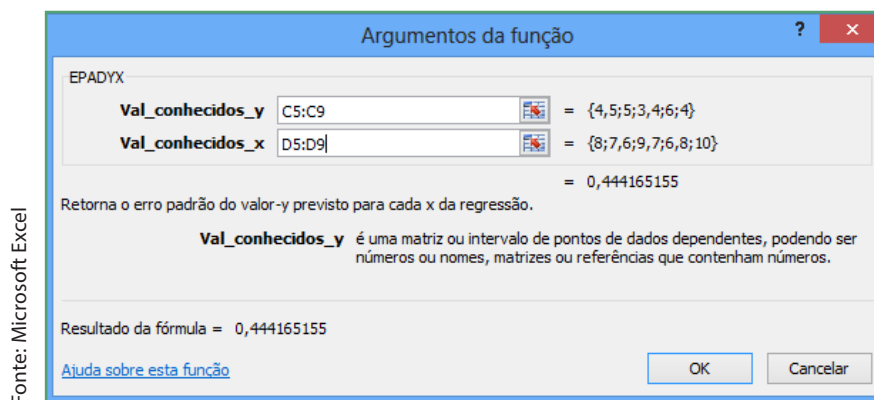 Argumentos da função
?
×
EPADYX
Val_conhecidos_y C5:C9 = {4,5;5;3,4;6;4}
Val_conhecidos_x D5:D9 = {8;7,6;9,7;6,8;10}
= 0,444165155
Retorna o erro padrão do valor-y previsto para cada x da regressão.
Val_conhecidos_y é uma matriz ou intervalo de pontos de dados dependentes, podendo ser
números ou nomes, matrizes ou referências que contenham números.
Resultado da fórmula = 0,444165155
Ajuda sobre esta função
OK
Cancelar
Fonte: Microsoft Excel